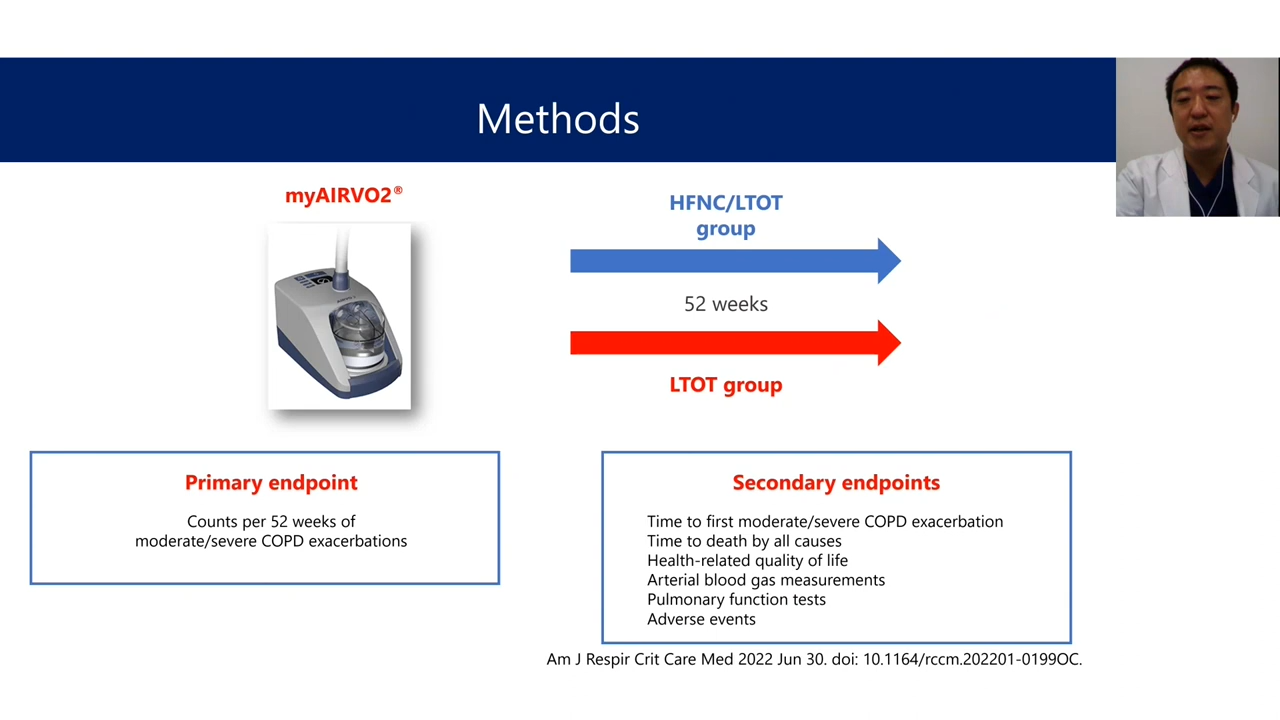 Methods
myAIRVO2®
HFNC/LTOT
group
52 weeks
LTOT group
Primary endpoint
Counts per 52 weeks of
moderate/severe COPD exacerbations
Secondary endpoints
Time to first moderate/severe COPD exacerbation
Time to death by all causes
Health-related quality of life
Arterial blood gas measurements
Pulmonary function tests
Adverse events
Am J Respir Crit Care Med 2022 Jun 30. doi: 10.1164/rccm.202201-0199OC.